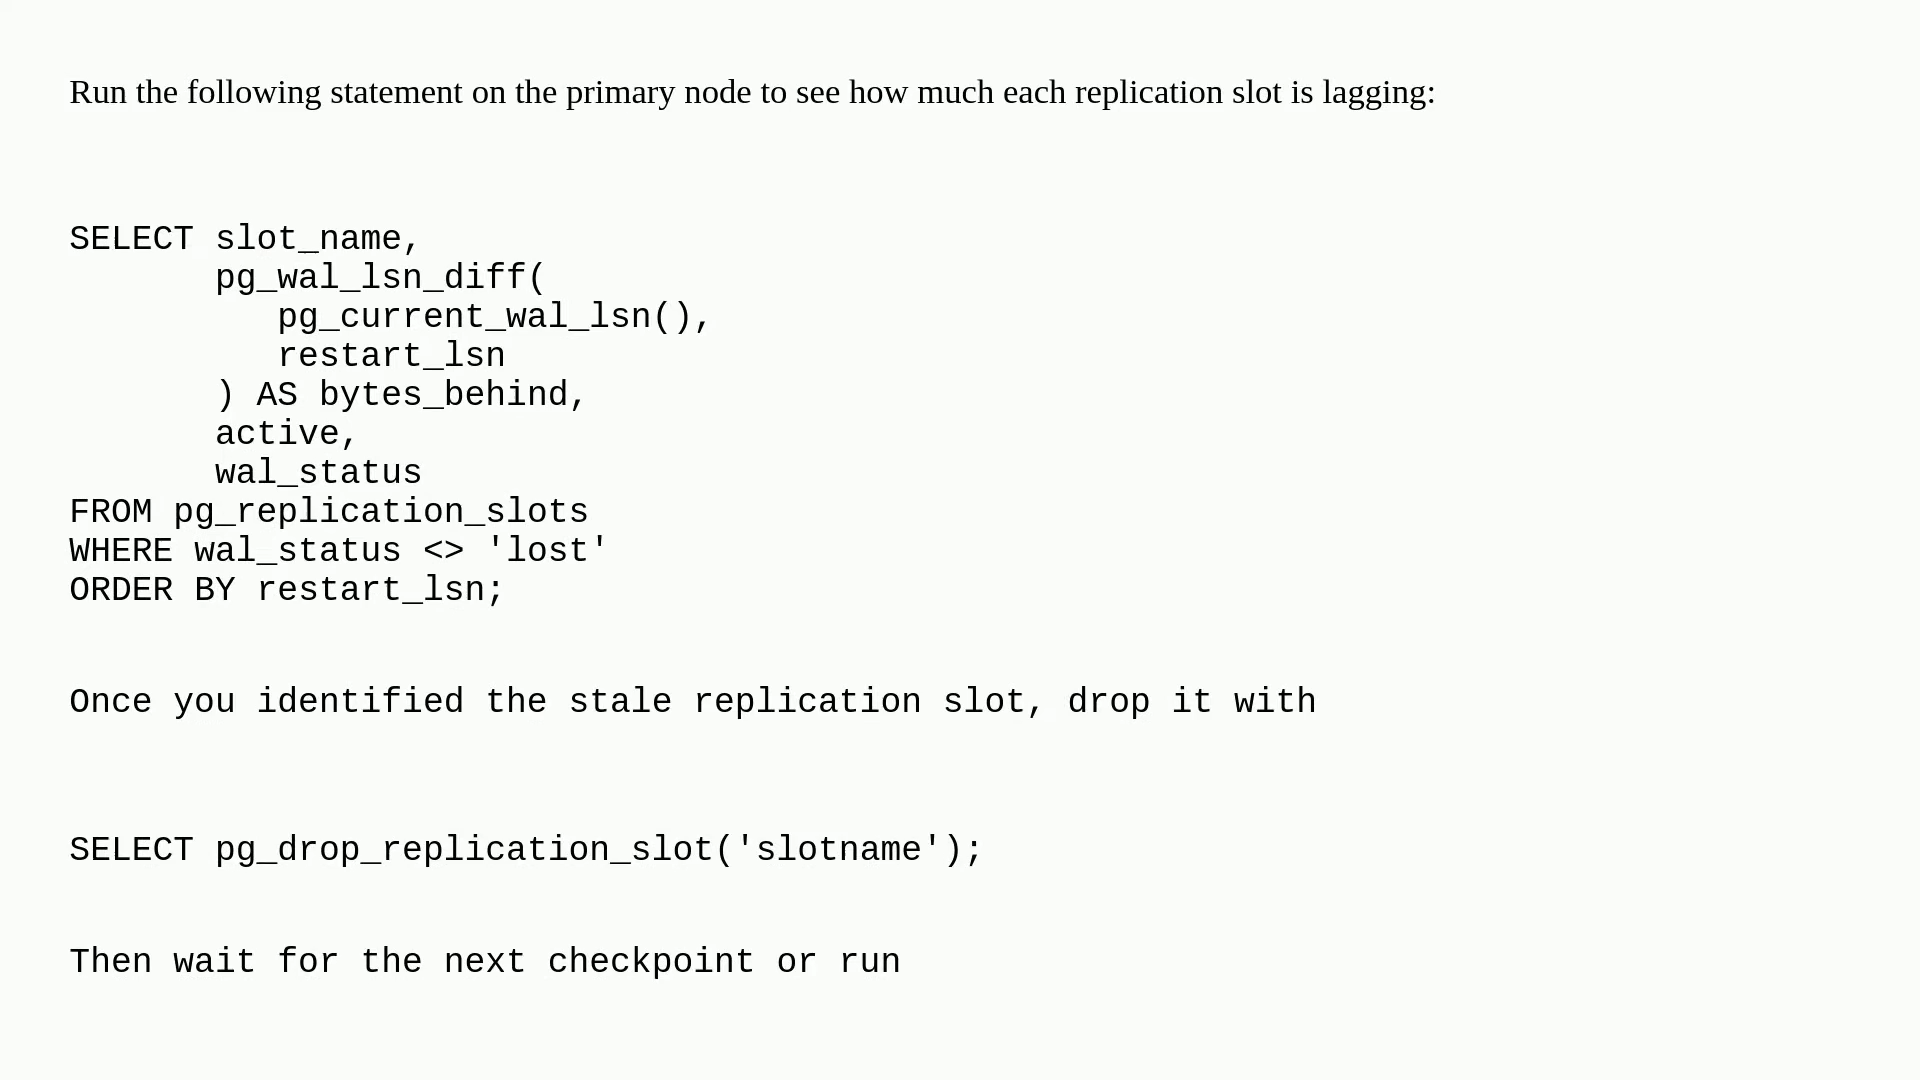 Run the following statement on the primary node to see how much each replication slot is lagging:
SELECT slot_name,
       pg_wal_lsn_diff(
          pg_current_wal_lsn(),
          restart_lsn
       ) AS bytes_behind,
       active,
       wal_status
FROM pg_replication_slots
WHERE wal_status <> 'lost'
ORDER BY restart_lsn;
Once you identified the stale replication slot, drop it with
SELECT pg_drop_replication_slot('slotname');
Then wait for the next checkpoint or run